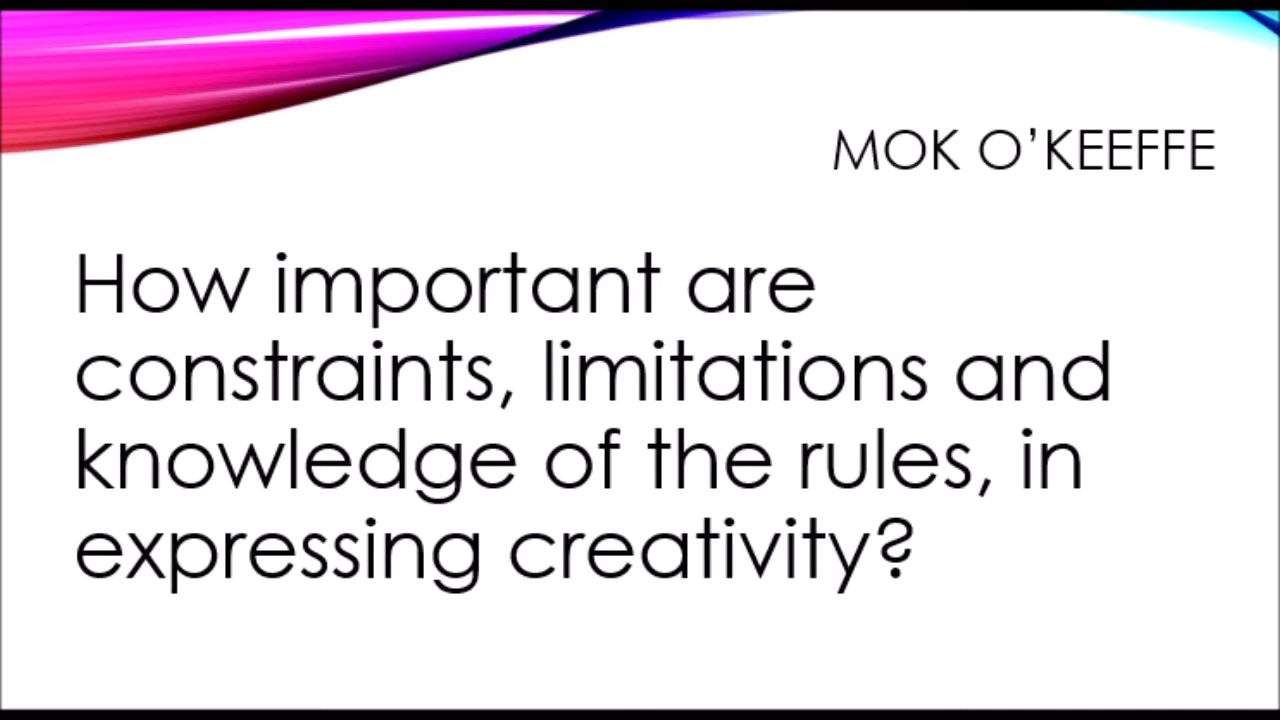 MOK O’KEEFFE
How important are
constraints, limitations and
knowledge of the rules, in
expressing creativity?